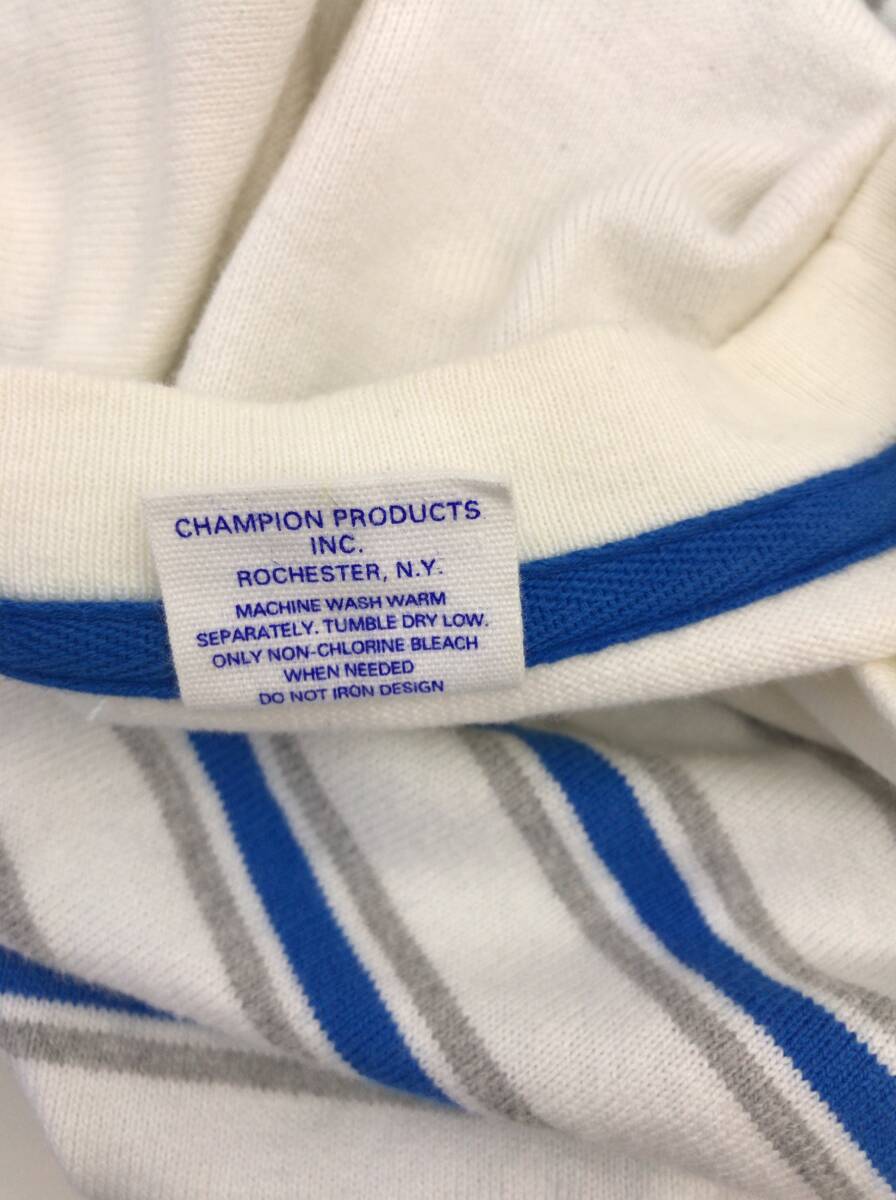 CHAMPION PRODUCTS
INC.
ROCHESTER, N.Y.
MACHINE WASH WARM
SEPARATELY. TUMBLE DRY LOW.
ONLY NON-CHLORINE BLEACH
WHEN NEEDED
DO NOT IRON DESIGN